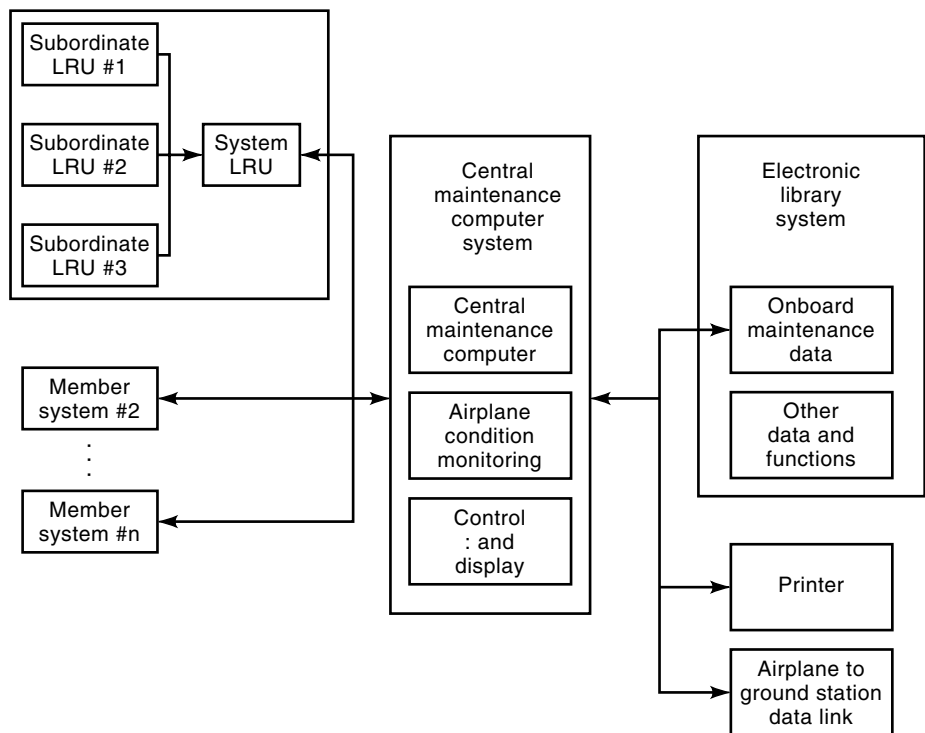 Subordinate
LRU #1
Subordinate
LRU #2
Subordinate
LRU #3
System
LRU
Member
system #2
.
.
.
Member
system #n
Central
maintenance
computer
system
Central
maintenance
computer
Airplane
condition
monitoring
Control
: and
display
Electronic
library
system
Onboard
maintenance
data
Other
data and
functions
Printer
Airplane to
ground station
data link